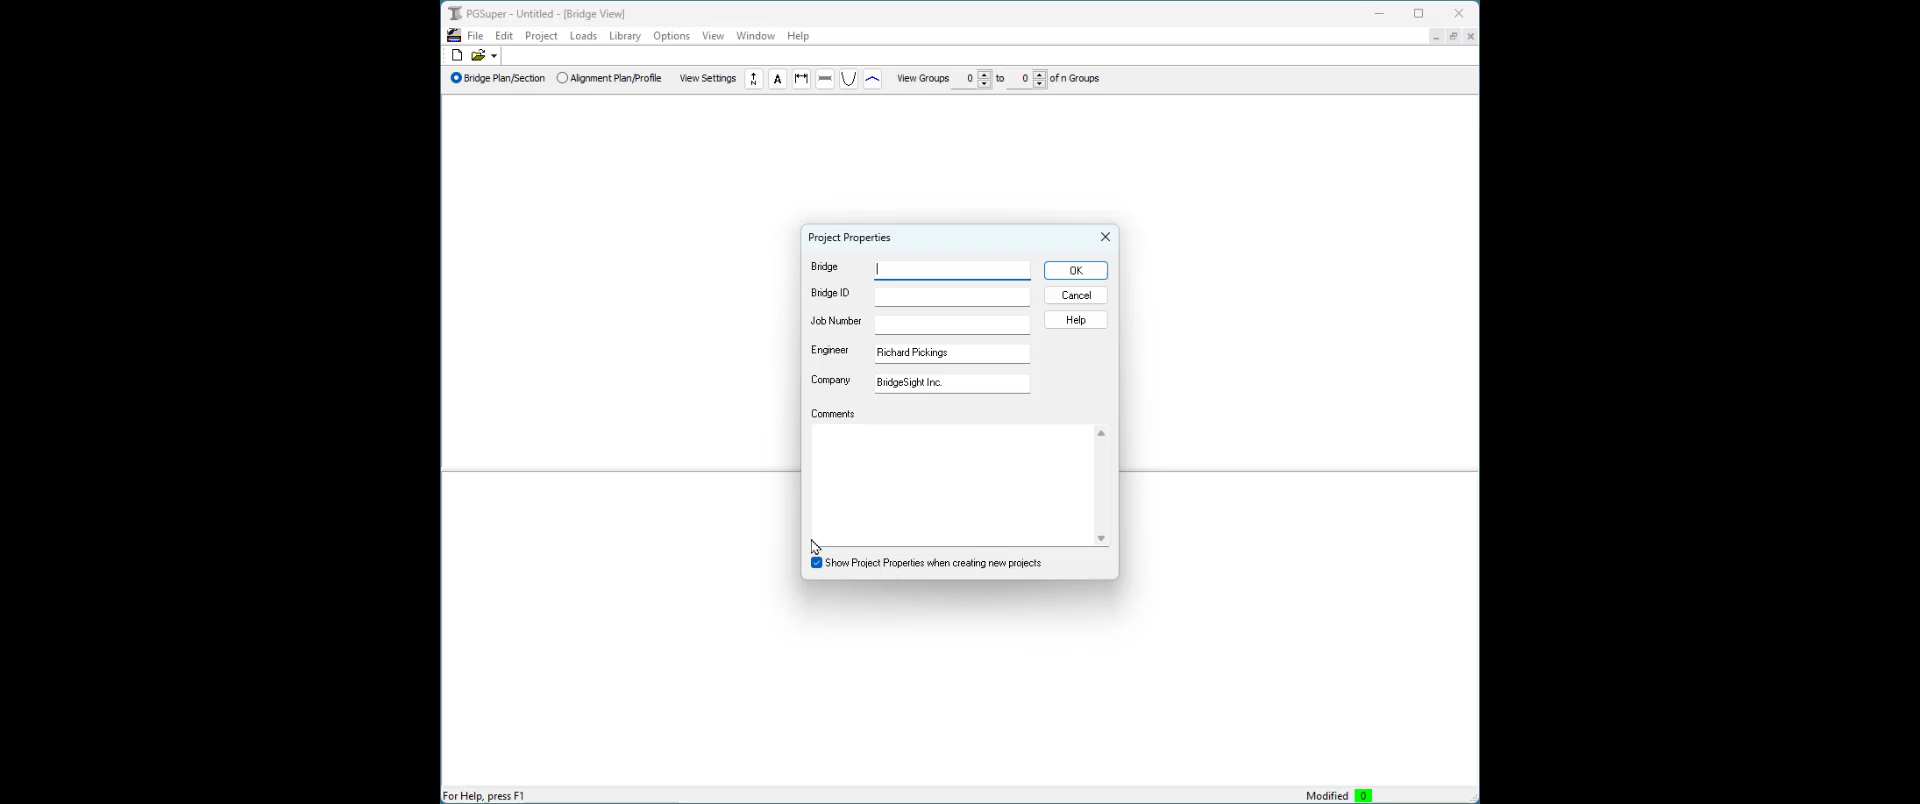 PGSuper - Untitled - [Bridge View]
File Edit Project Loads Library Options View Window Help
Bridge Plan/Section Alignment Plan/Profile View Settings N A View Groups 0 to 0 of n Groups
Project Properties
Bridge
OK
Bridge ID
Cancel
Job Number
Help
Engineer Richard Pickings
Company BridgeSight Inc.
Comments
Show Project Properties when creating new projects
For Help, press F1
Modified 0